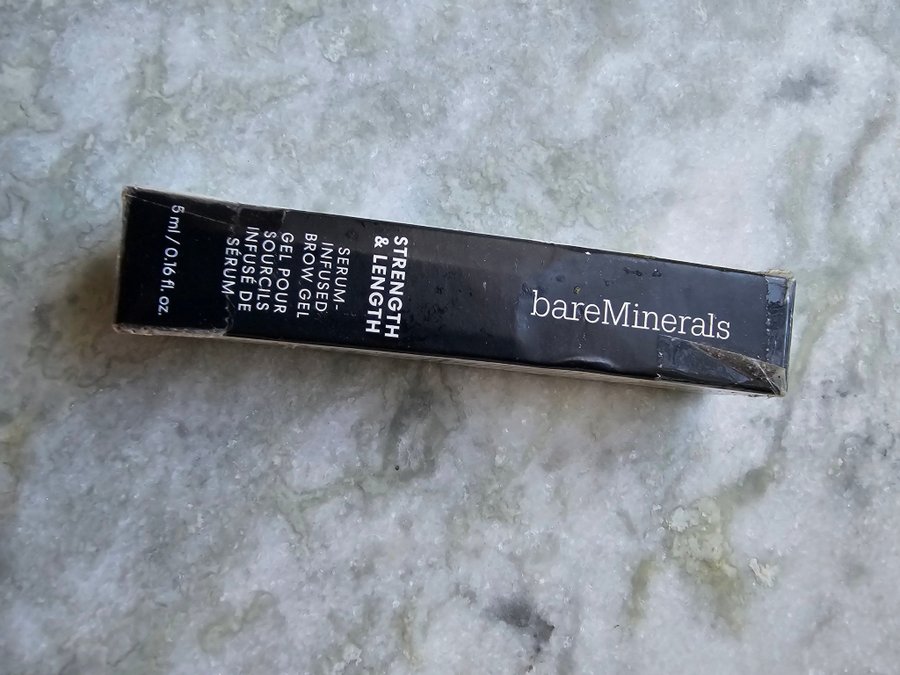 bareMinerals
STRENGTH
& LENGTH
SERUM-
INFUSED
BROW GEL
GEL POUR
SOURCILS
INFUSÉ DE
SÉRUM
5 ml / 0.16 fl. oz.